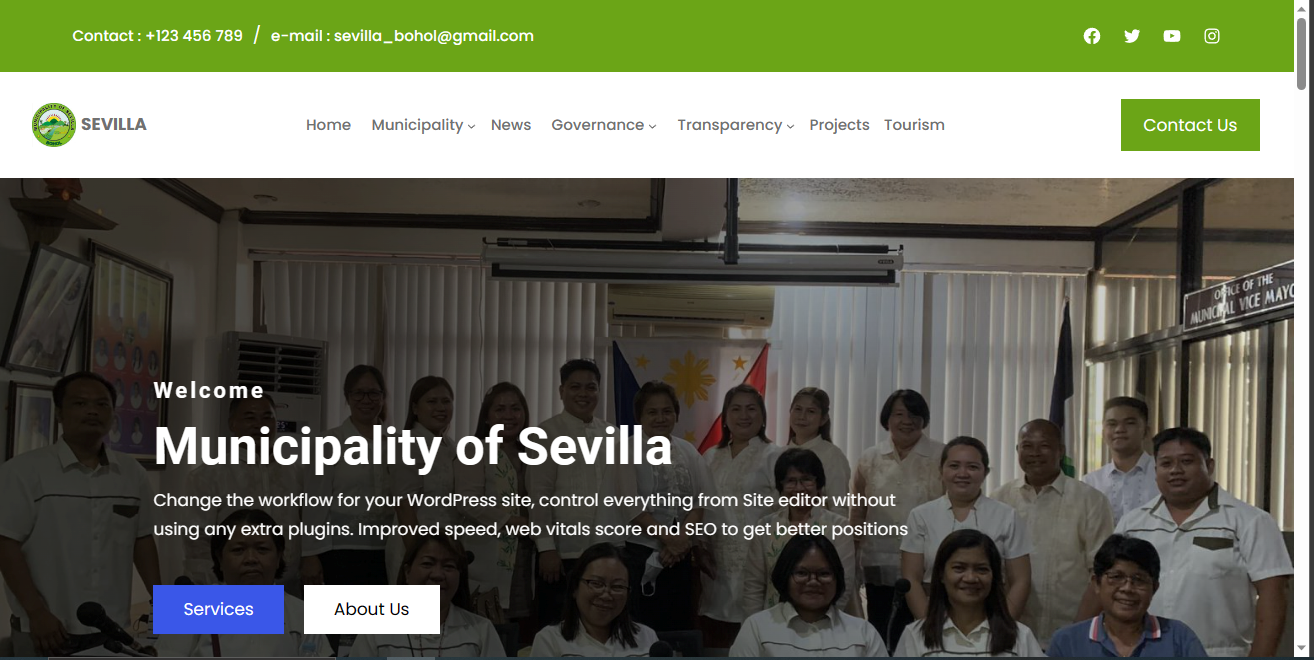 Contact : +123 456 789 / e-mail : sevilla_bohol@gmail.com
SEVILLA
Home Municipality News Governance Transparency Projects Tourism
Contact Us
OFFICE OF THE
MUNICIPAL VICE MAYO
Welcome
Municipality of Sevilla
Change the workflow for your WordPress site, control everything from Site editor without
using any extra plugins. Improved speed, web vitals score and SEO to get better positions
Services About Us